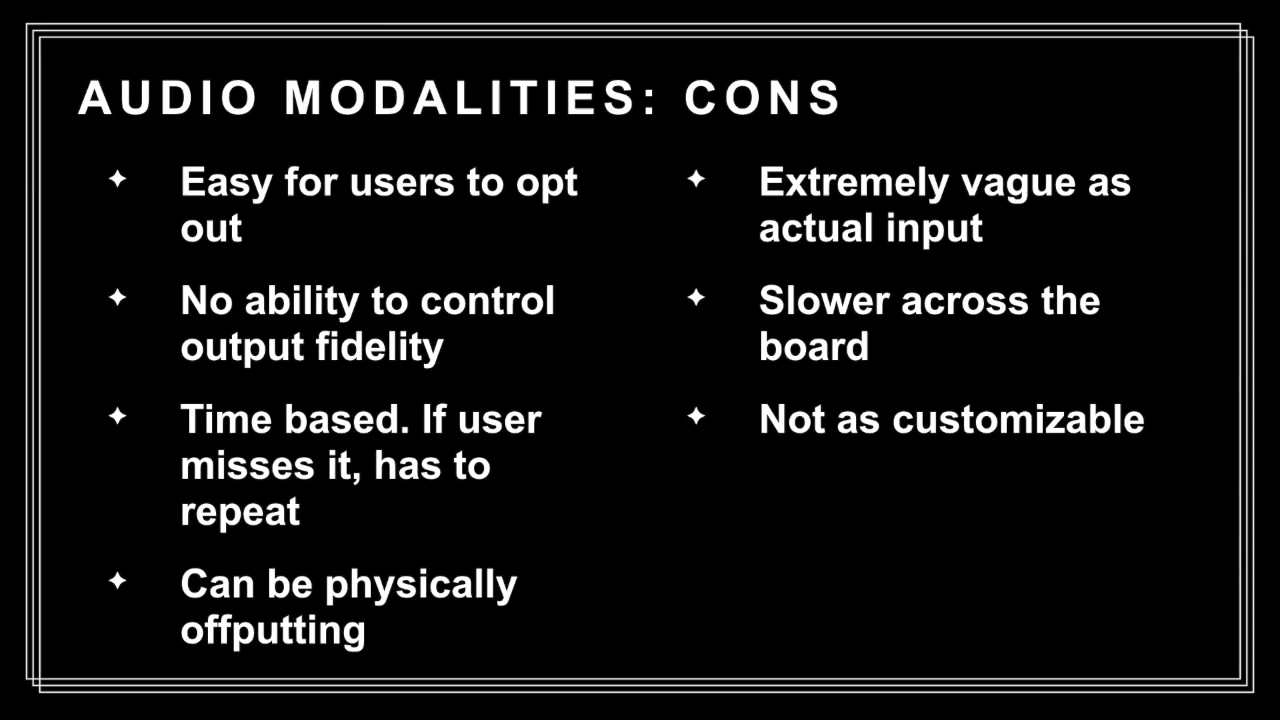 AUDIO MODALITIES: CONS
Easy for users to opt
out
No ability to control
output fidelity
Time based. If user
misses it, has to
repeat
Can be physically
offputting
Extremely vague as
actual input
Slower across the
board
Not as customizable